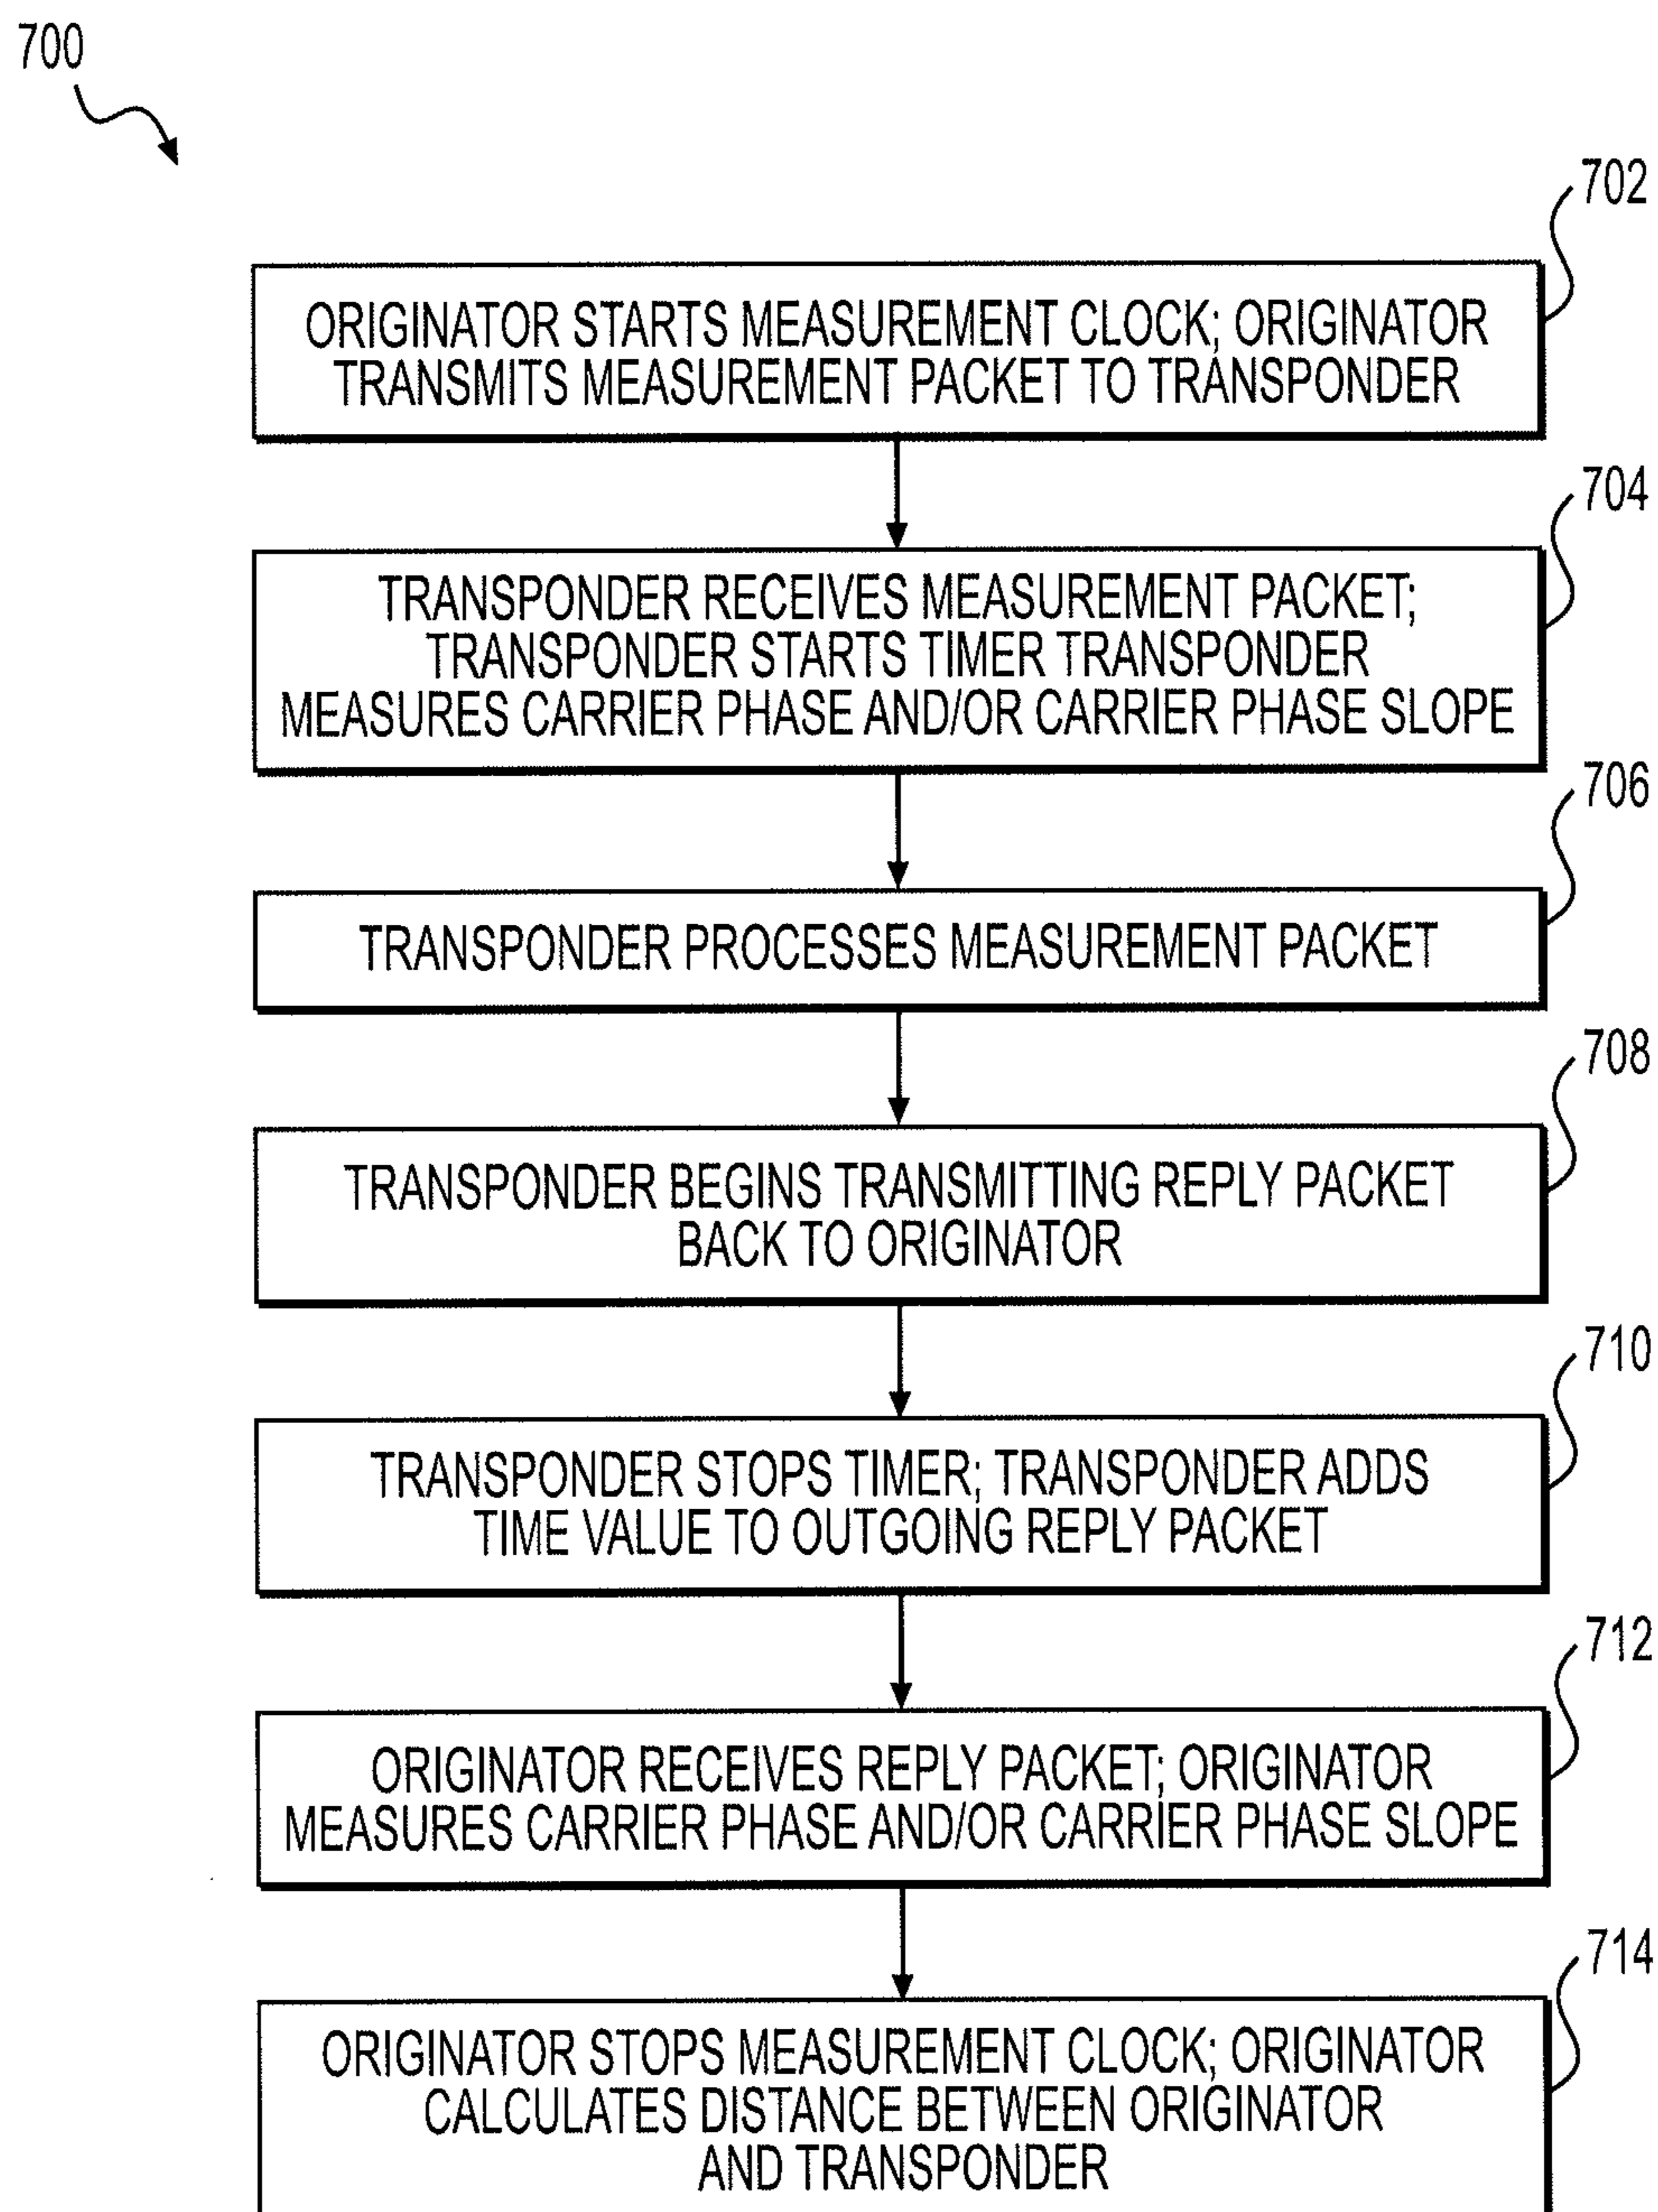 700
702
ORIGINATOR STARTS MEASUREMENT CLOCK; ORIGINATOR
TRANSMITS MEASUREMENT PACKET TO TRANSPONDER
704
TRANSPONDER RECEIVES MEASUREMENT PACKET;
TRANSPONDER STARTS TIMER TRANSPONDER
MEASURES CARRIER PHASE AND/OR CARRIER PHASE SLOPE
706
TRANSPONDER PROCESSES MEASUREMENT PACKET
708
TRANSPONDER BEGINS TRANSMITTING REPLY PACKET
BACK TO ORIGINATOR
710
TRANSPONDER STOPS TIMER; TRANSPONDER ADDS
TIME VALUE TO OUTGOING REPLY PACKET
712
ORIGINATOR RECEIVES REPLY PACKET; ORIGINATOR
MEASURES CARRIER PHASE AND/OR CARRIER PHASE SLOPE
714
ORIGINATOR STOPS MEASUREMENT CLOCK; ORIGINATOR
CALCULATES DISTANCE BETWEEN ORIGINATOR
AND TRANSPONDER